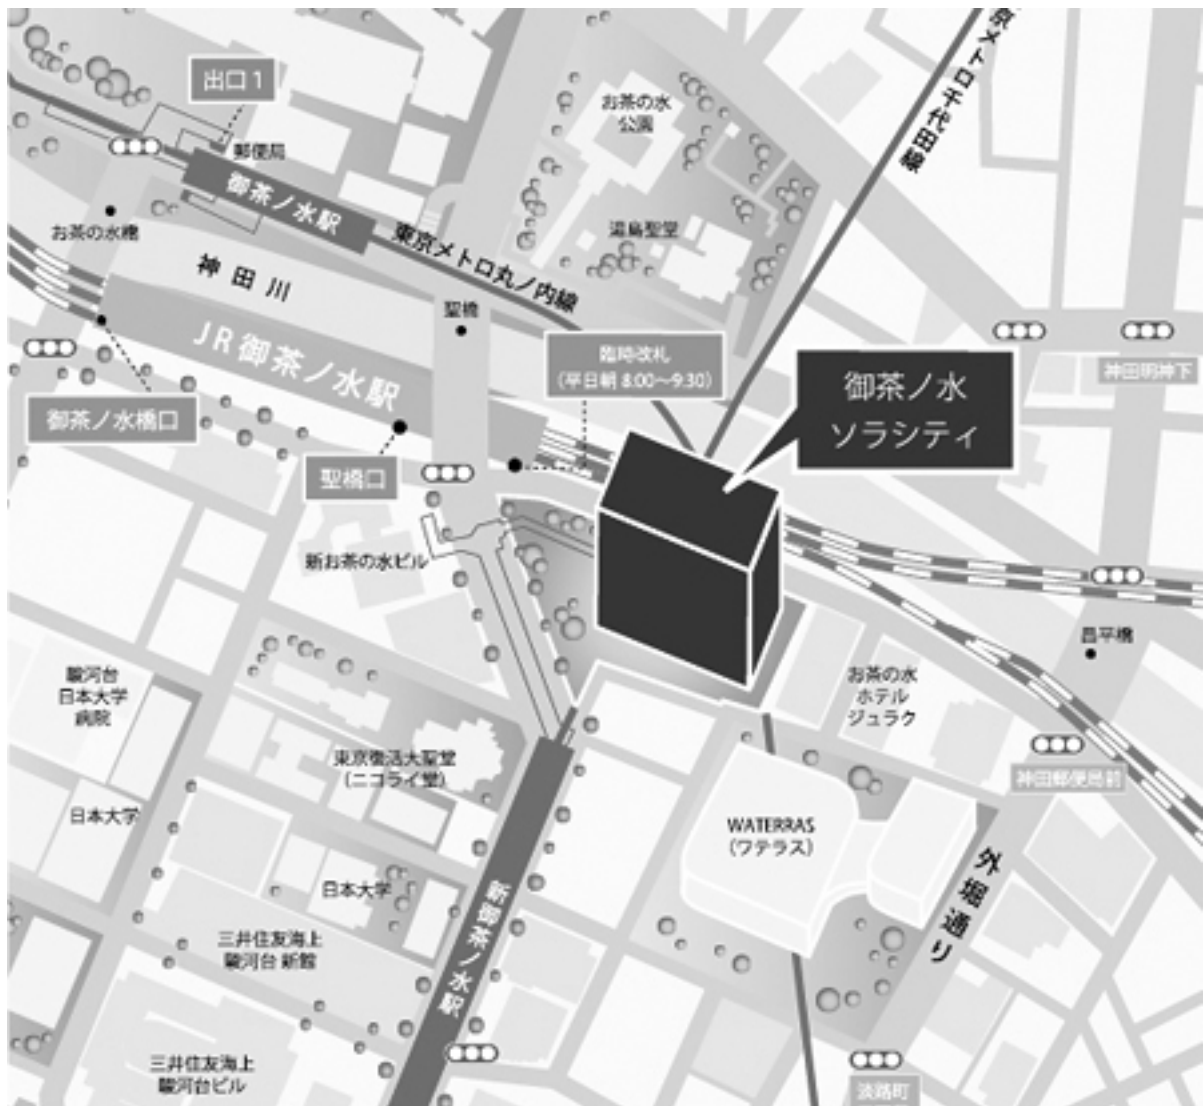 出口1
郵便局
御茶ノ水駅
お茶の水橋
神田川
東京メトロ丸ノ内線
お茶の水
公園
湯島聖堂
京メトロ千代田線
聖橋
JR御茶ノ水駅
臨時改札
(平日朝 8:00〜9:30)
御茶ノ水
ソラシティ
神田明神下
御茶ノ水橋口
聖橋口
新お茶の水ビル
昌平橋
お茶の水
ホテル
ジュラク
駿河台
日本大学
病院
東京復活大聖堂
(ニコライ堂)
神田郵便局前
日本大学
WATERRAS
(ワテラス)
外堀通り
日本大学
新御茶ノ水駅
三井住友海上
駿河台 新館
三井住友海上
駿河台ビル
淡路町